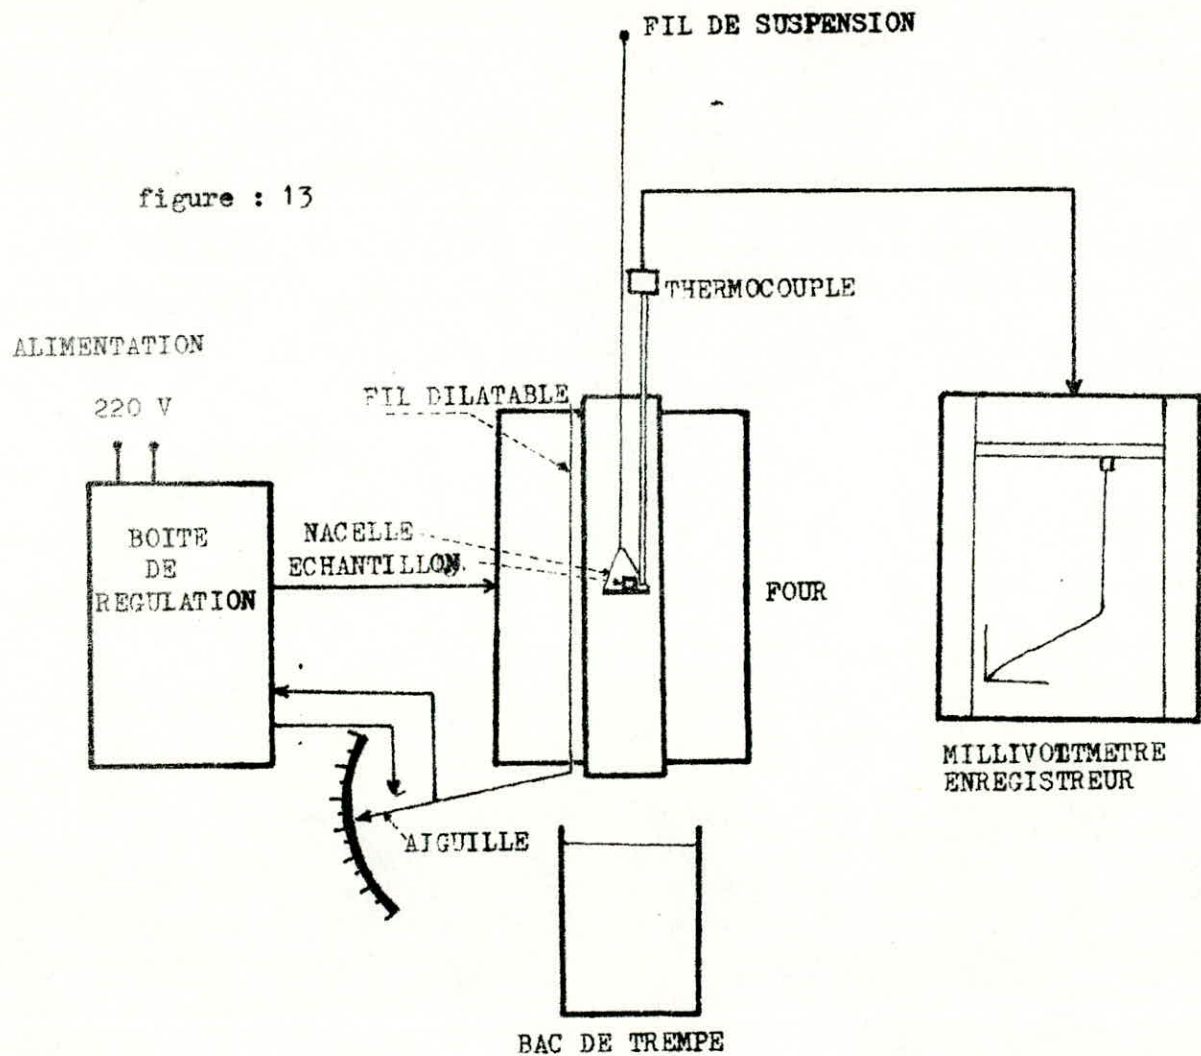 FIL DE SUSPENSION
figure : 13
THERMOCOUPLE
ALIMENTATION
220 V
FIL DILATABLE
BOITE
DE
REGULATION
NACELLE
ECHANTILLON
FOUR
MILLIVOLTMETRE
ENREGISTREUR
AIGUILLE
BAC DE TREMPE